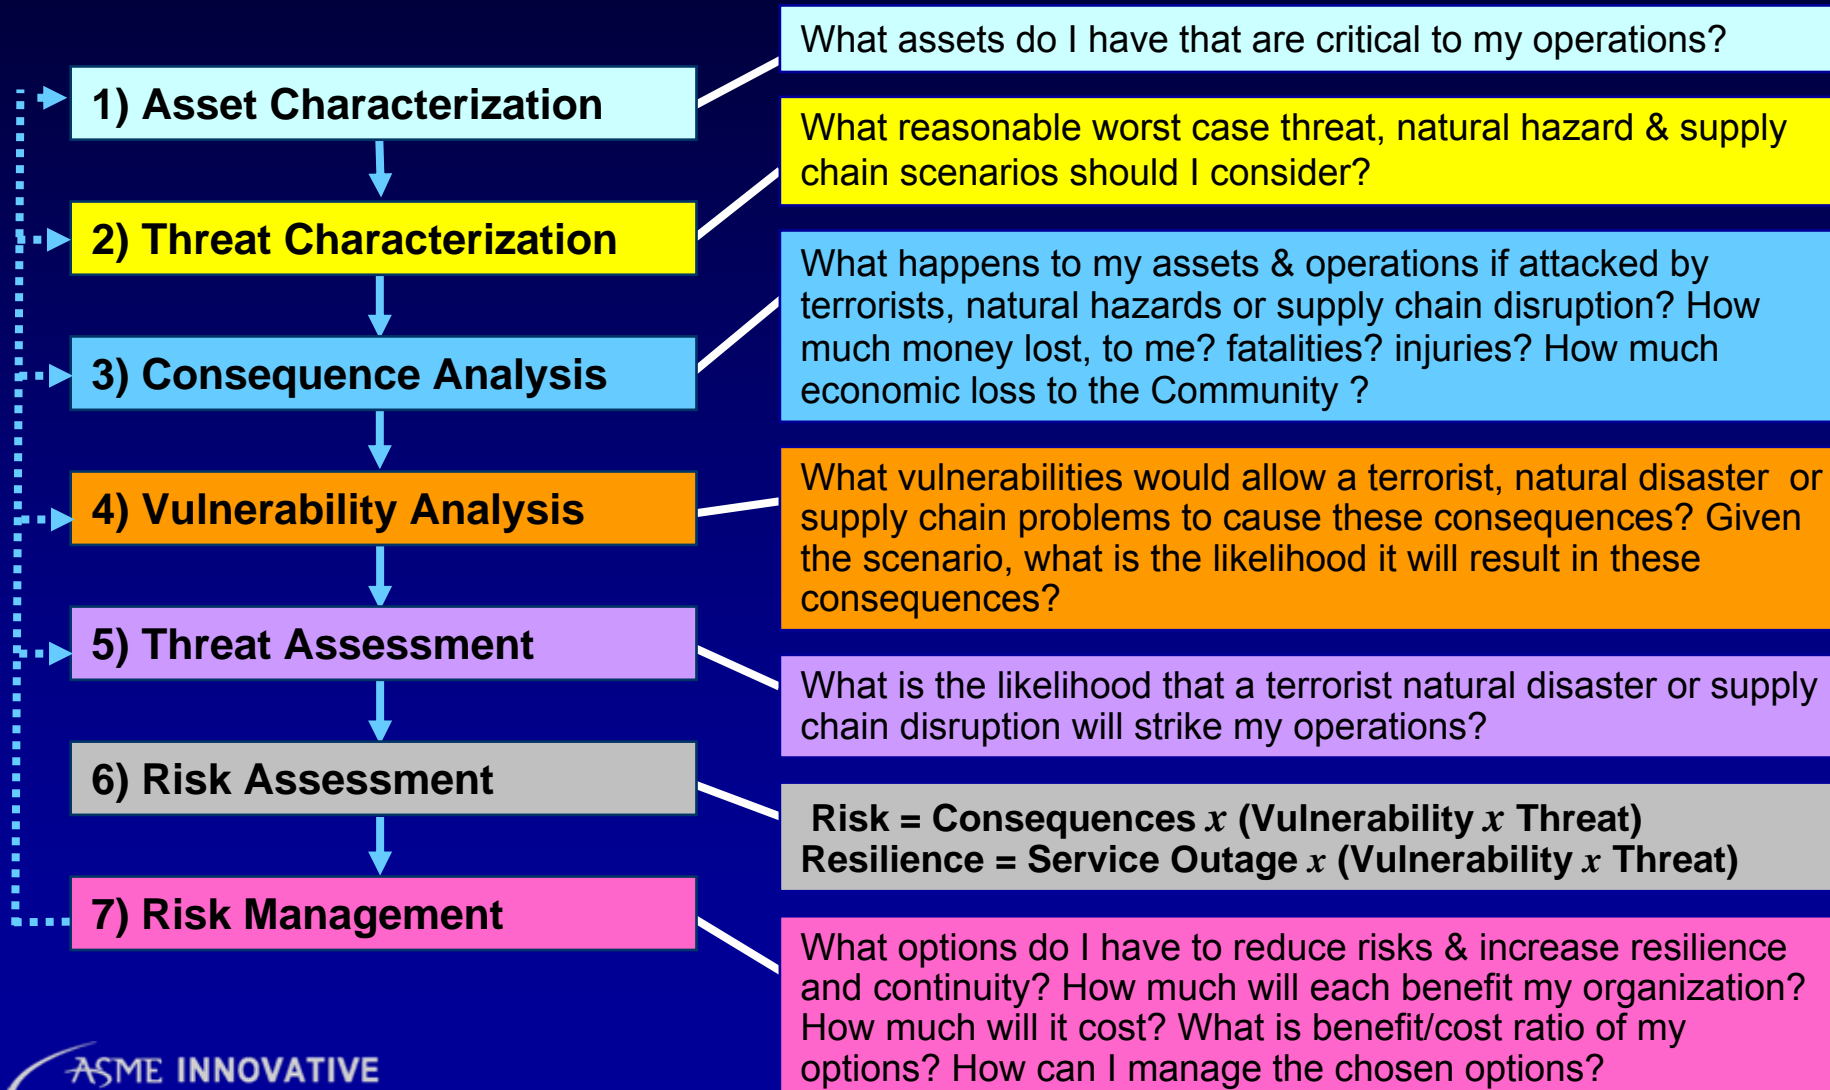 What assets do I have that are critical to my operations?
1) Asset Characterization
What reasonable worst case threat, natural hazard & supply
chain scenarios should I consider?
2) Threat Characterization
What happens to my assets & operations if attacked by
terrorists, natural hazards or supply chain disruption? How
much money lost, to me? fatalities? injuries? How much
economic loss to the Community ?
3) Consequence Analysis
What vulnerabilities would allow a terrorist, natural disaster or
supply chain problems to cause these consequences? Given
the scenario, what is the likelihood it will result in these
consequences?
4) Vulnerability Analysis
5) Threat Assessment
What is the likelihood that a terrorist natural disaster or supply
chain disruption will strike my operations?
6) Risk Assessment
Risk = Consequences x (Vulnerability x Threat)
Resilience = Service Outage x (Vulnerability x Threat)
7) Risk Management
What options do I have to reduce risks & increase resilience
and continuity? How much will each benefit my organization?
How much will it cost? What is benefit/cost ratio of my
options? How can I manage the chosen options?
ASME INNOVATIVE